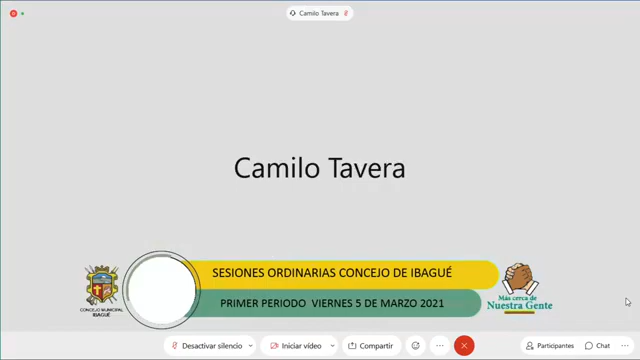 Camilo Tavera
Camilo Tavera
SESIONES ORDINARIAS CONCEJO DE IBAGUÉ
PRIMER PERIODO VIERNES 5 DE MARZO 2021
CONCEJO MUNICIPAL
IBAGUÉ
Más cerca de
Nuestra Gente
Desactivar silencio
Iniciar vídeo
Compartir
Participantes
Chat